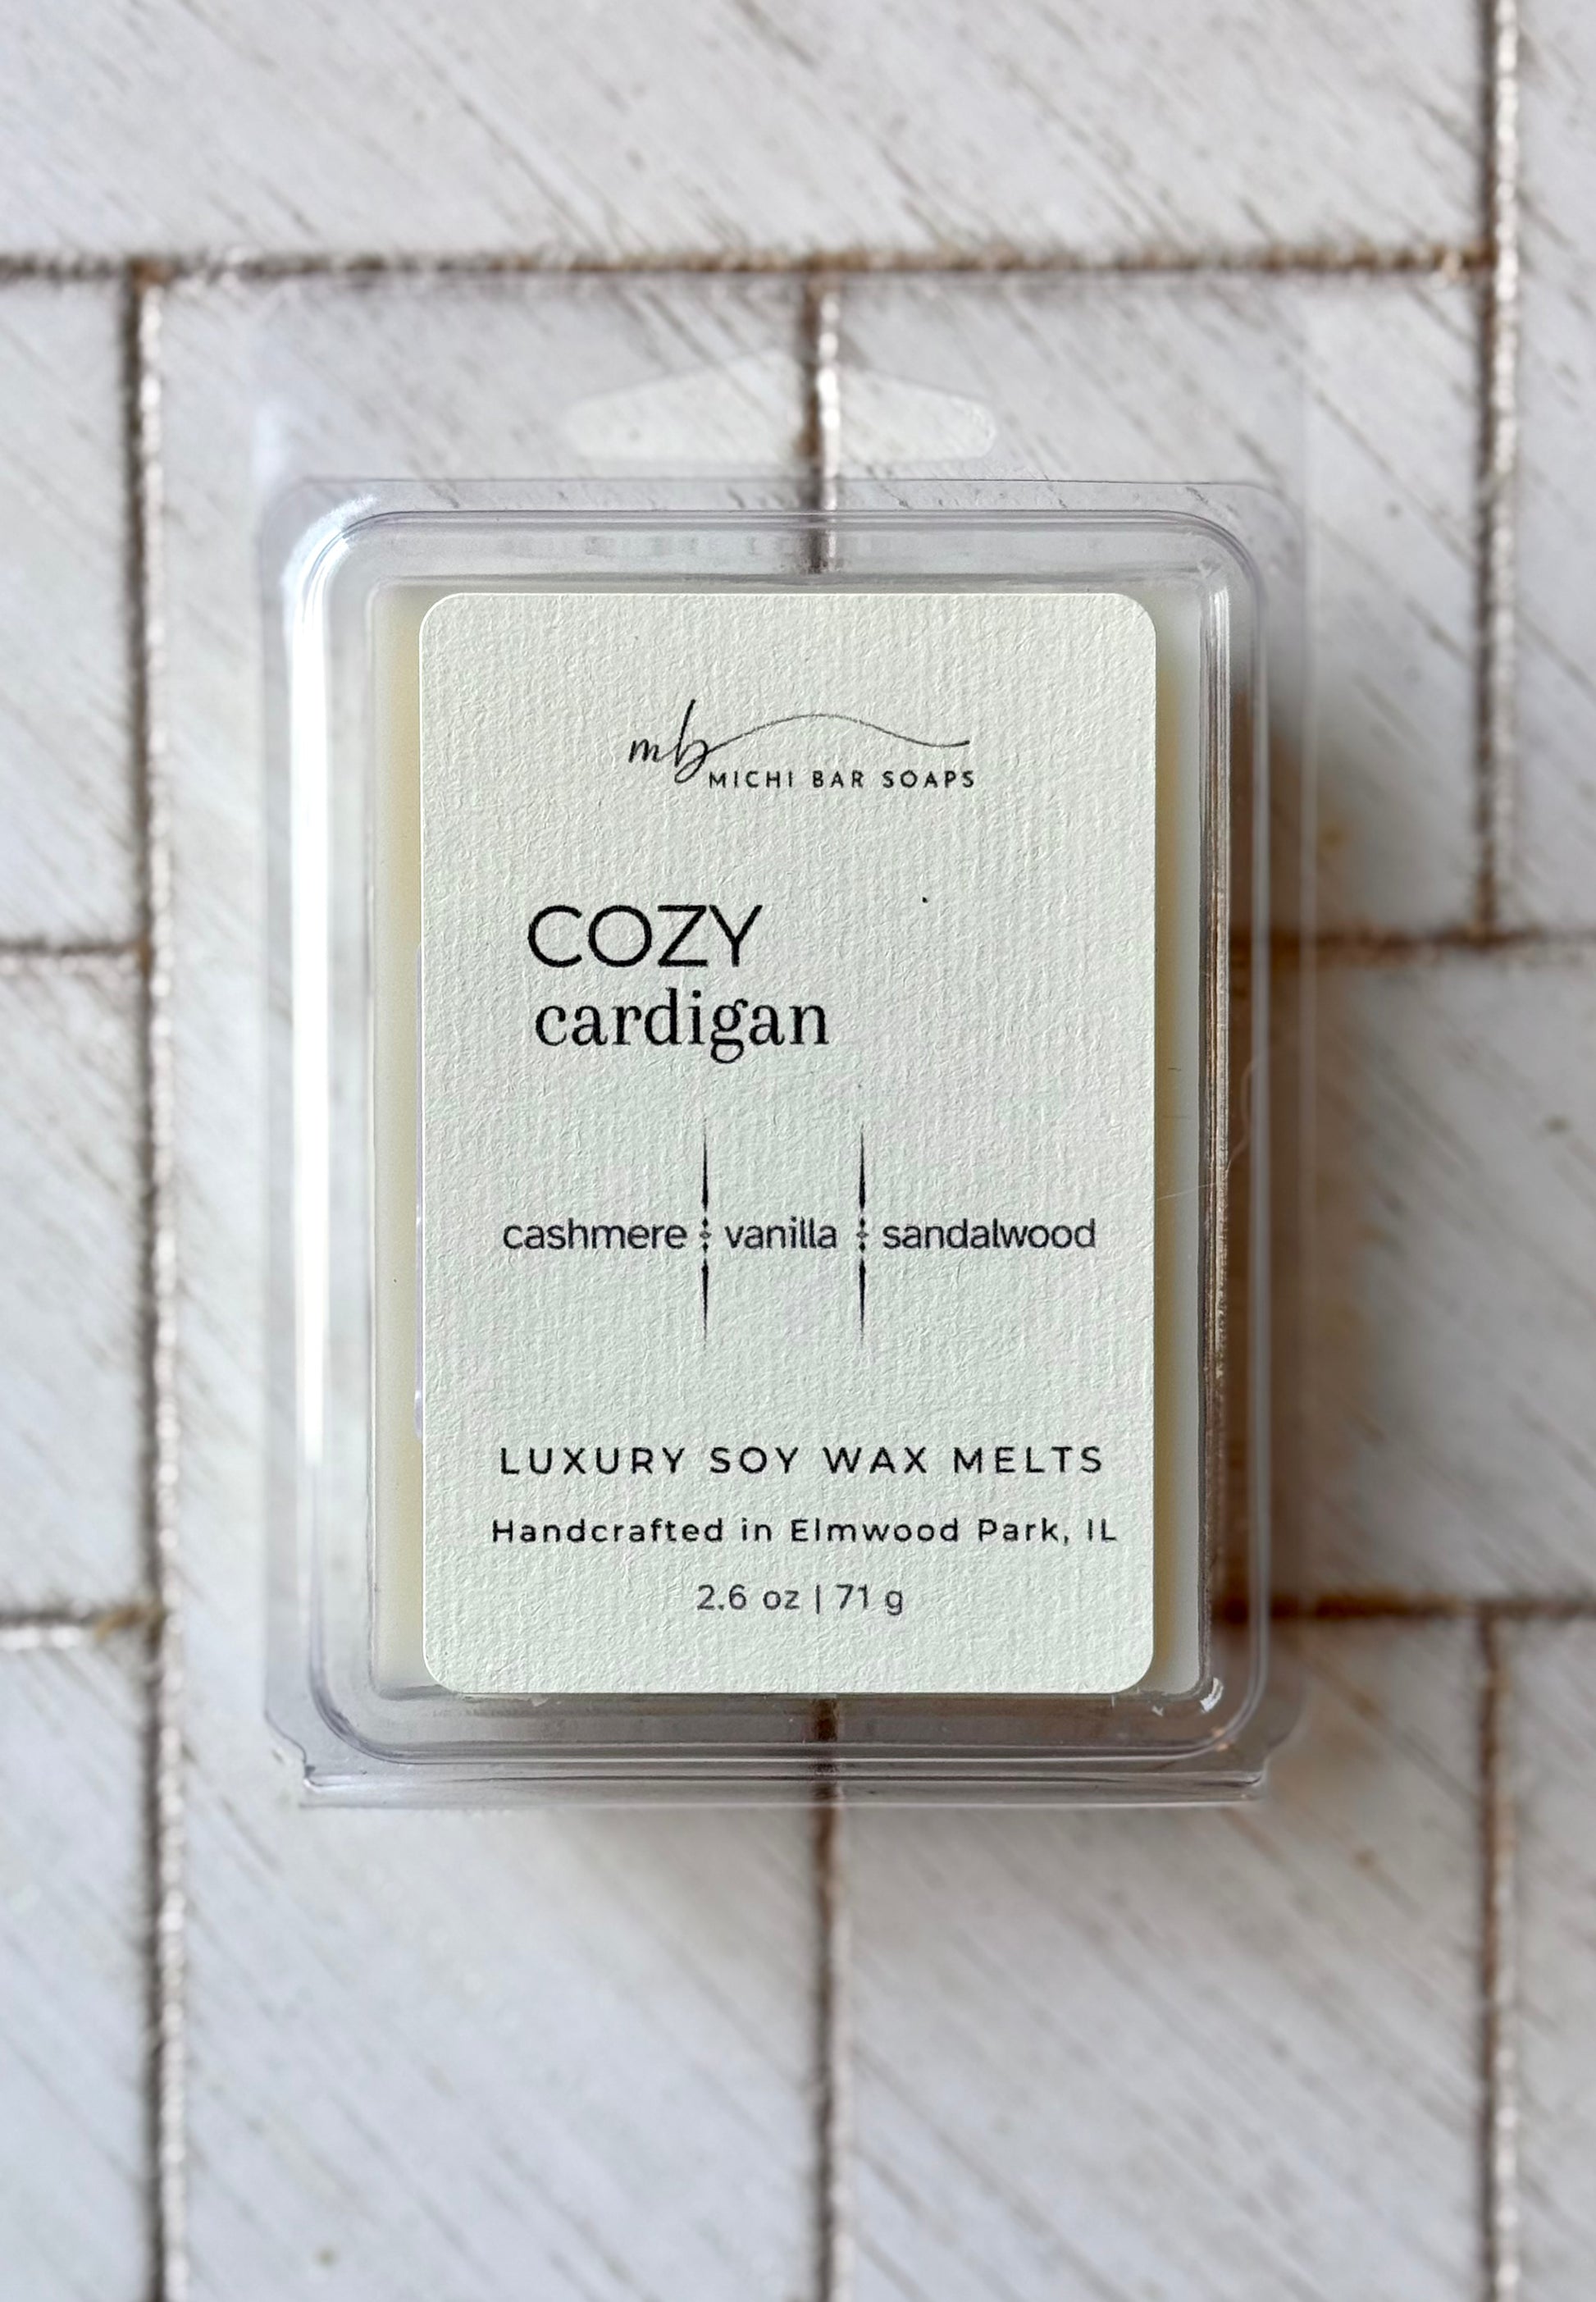 mb
MICHI BAR SOAPS
COZY
cardigan
cashmere vanilla sandalwood
LUXURY SOY WAX MELTS
Handcrafted in Elmwood Park, IL
2.6 oz | 71 g